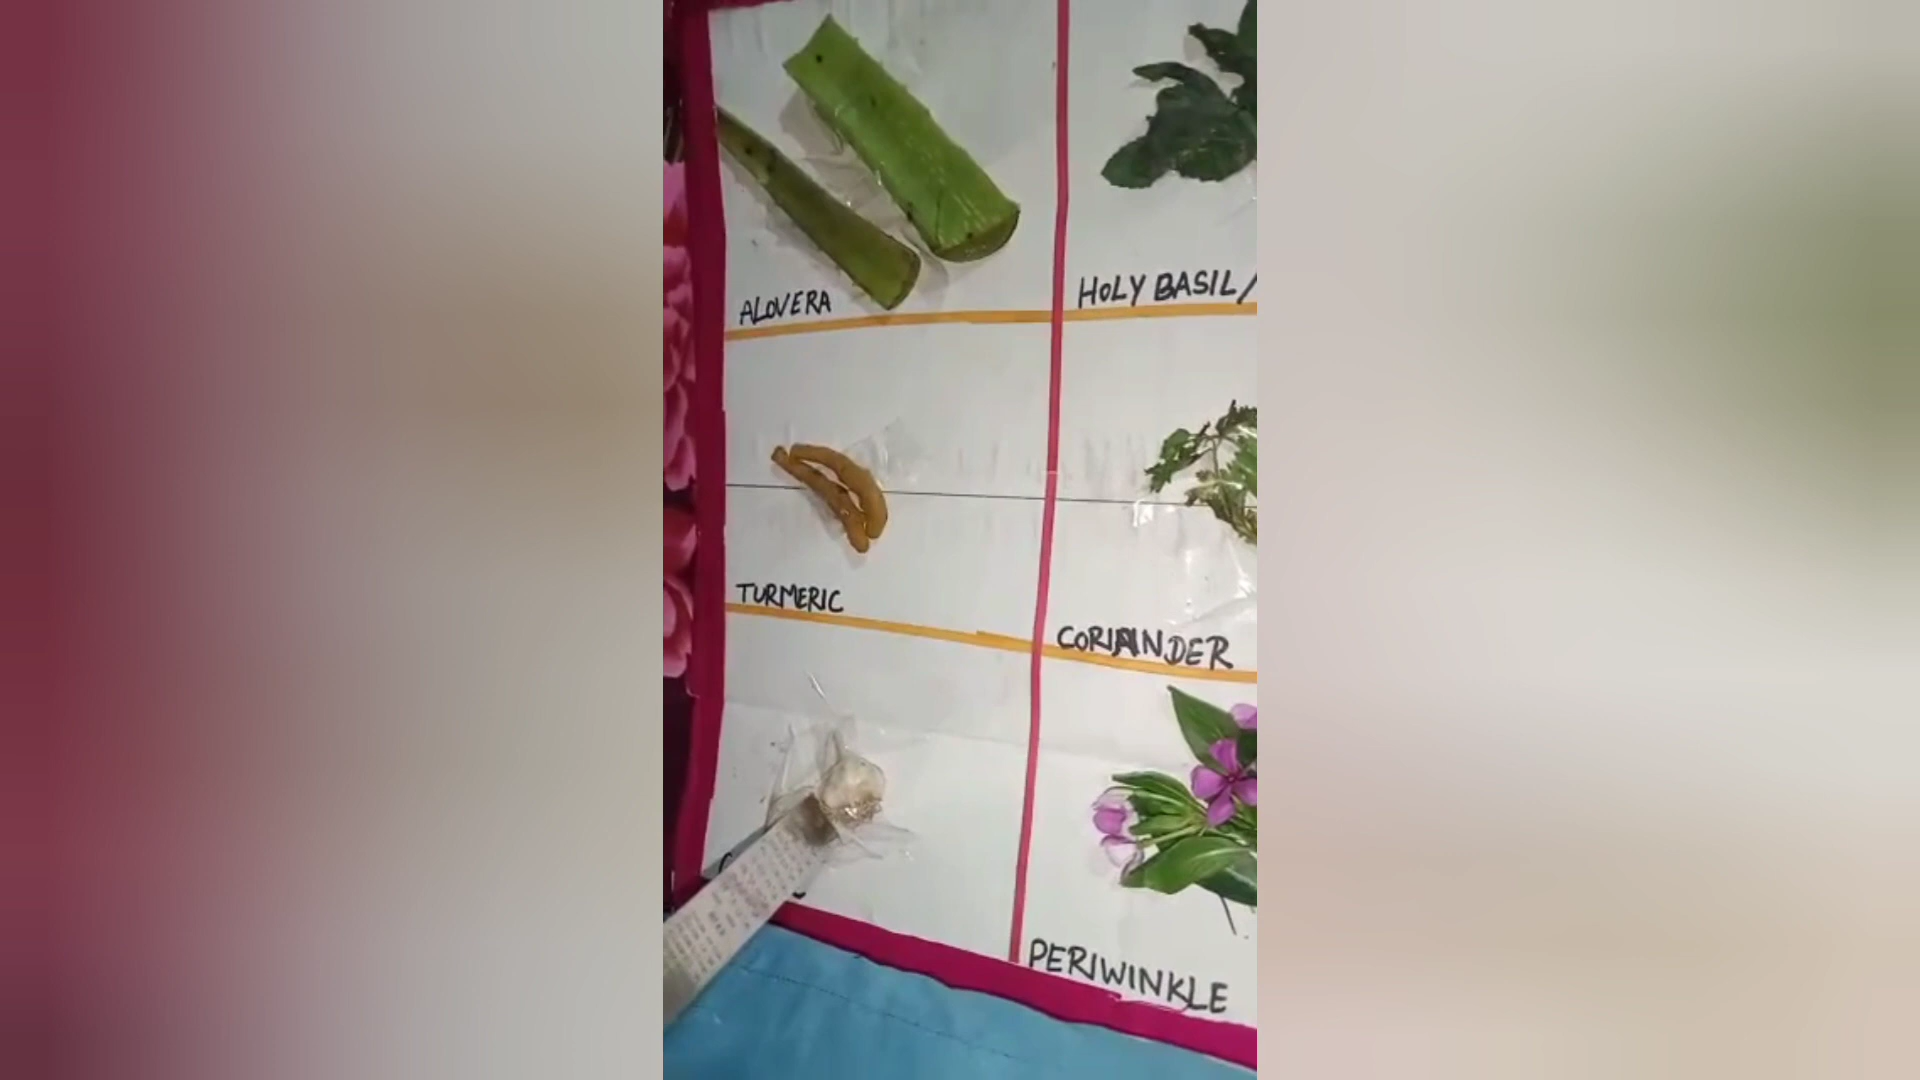 ALOVERA
HOLY BASIL/
TURMERIC
CORIANDER
PERIWINKLE